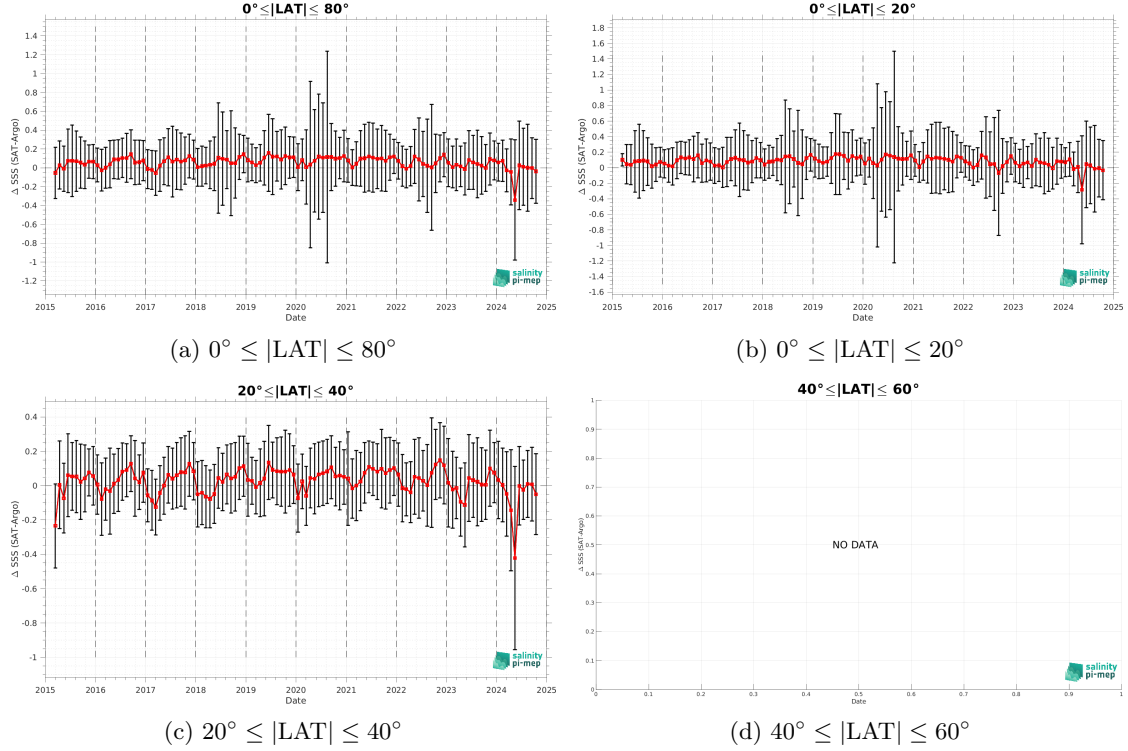 0°≤|LAT|≤ 80°
Δ SSS (SAT-Argo)
1.4
1.2
1
0.8
0.6
0.4
0.2
0
-0.2
-0.4
-0.6
-0.8
-1
-1.2
2015 2016 2017 2018 2019 2020 2021 2022 2023 2024 2025
Date
salinity
pi-mep
(a) 0° ≤ |LAT| ≤ 80°
0°≤|LAT|≤ 20°
Δ SSS (SAT-Argo)
1.8
1.6
1.4
1.2
1
0.8
0.6
0.4
0.2
0
-0.2
-0.4
-0.6
-0.8
-1
-1.2
-1.4
-1.6
2015 2016 2017 2018 2019 2020 2021 2022 2023 2024 2025
Date
salinity
pi-mep
(b) 0° ≤ |LAT| ≤ 20°
20°≤|LAT|≤ 40°
Δ SSS (SAT-Argo)
0.4
0.2
0
-0.2
-0.4
-0.6
-0.8
-1
2015 2016 2017 2018 2019 2020 2021 2022 2023 2024 2025
Date
salinity
pi-mep
(c) 20° ≤ |LAT| ≤ 40°
40°≤|LAT|≤ 60°
Δ SSS (SAT-Argo)
1
0.9
0.8
0.7
0.6
0.5
0.4
0.3
0.2
0.1
0
NO DATA
0 0.1 0.2 0.3 0.4 0.5 0.6 0.7 0.8 0.9 1
Date
salinity
pi-mep
(d) 40° ≤ |LAT| ≤ 60°